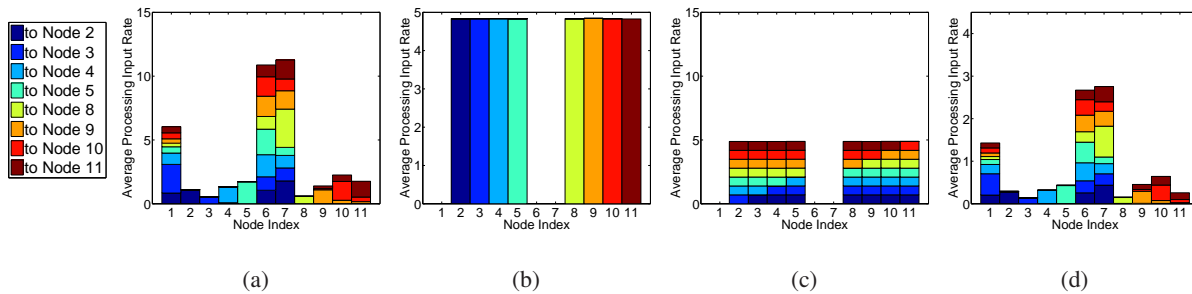 to Node 2
to Node 3
to Node 4
to Node 5
to Node 8
to Node 9
to Node 10
to Node 11
Average Processing Input Rate
15
10
5
0
1 2 3 4 5 6 7 8 9 10 11
Node Index
(a)
Average Processing Input Rate
5
4
3
2
1
0
1 2 3 4 5 6 7 8 9 10 11
Node Index
(b)
Average Processing Input Rate
15
10
5
0
1 2 3 4 5 6 7 8 9 10 11
Node Index
(c)
Average Processing Input Rate
4
3
2
1
0
1 2 3 4 5 6 7 8 9 10 11
Node Index
(d)